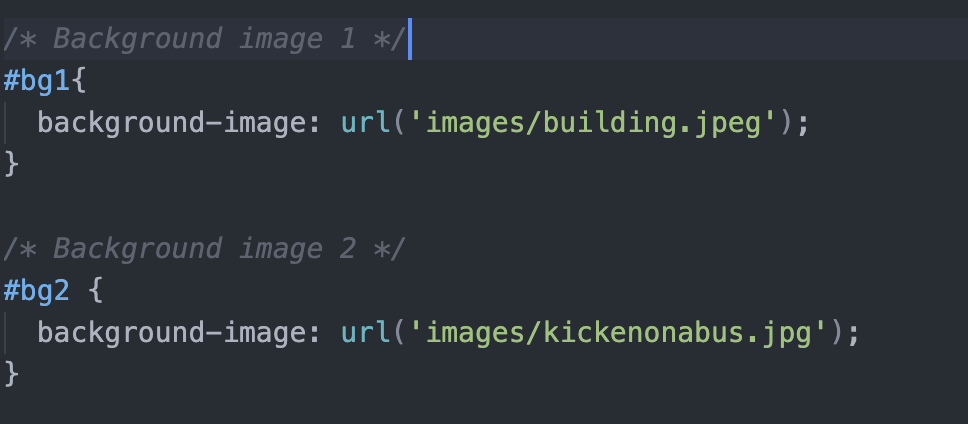 /* Background image 1 */
#bg1{
  background-image: url('images/building.jpeg');
}

/* Background image 2 */
#bg2 {
  background-image: url('images/kickenonabus.jpg');
}